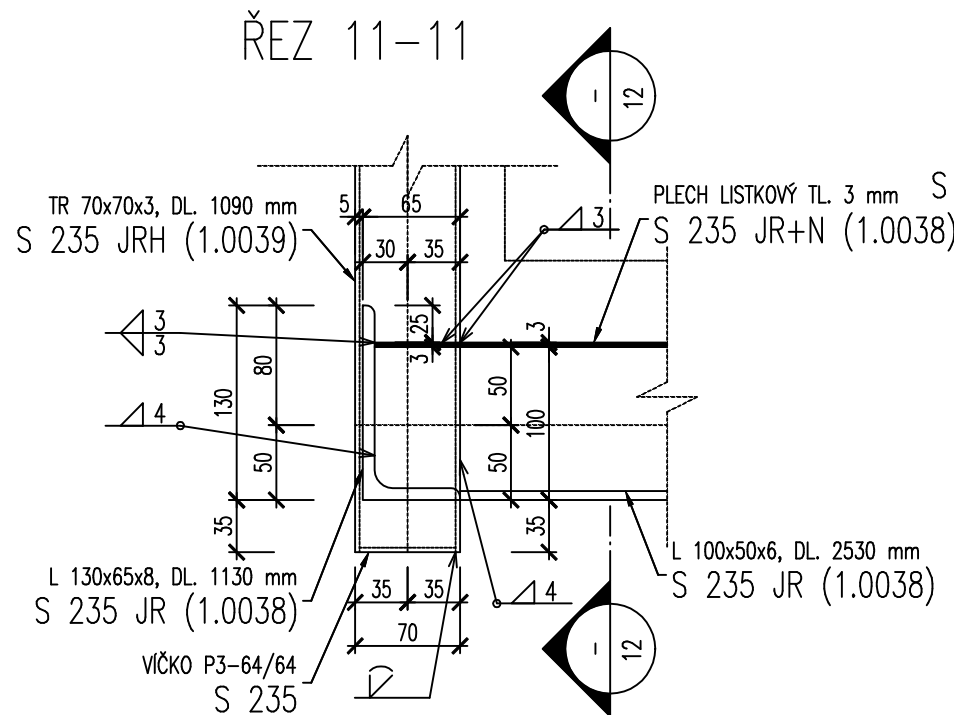 ŘEZ 11-11
-
12
TR 70x70x3, DL. 1090 mm
S 235 JRH (1.0039)
5
65
3
PLECH LISTKOVÝ TL. 3 mm
S
S 235 JR+N (1.0038)
30
35
3
3
25
3
3
80
130
50
100
4
50
50
35
35
L 130x65x8, DL. 1130 mm
S 235 JR (1.0038)
L 100x50x6, DL. 2530 mm
S 235 JR (1.0038)
35
35
4
70
VÍČKO P3-64/64
S 235
-
12